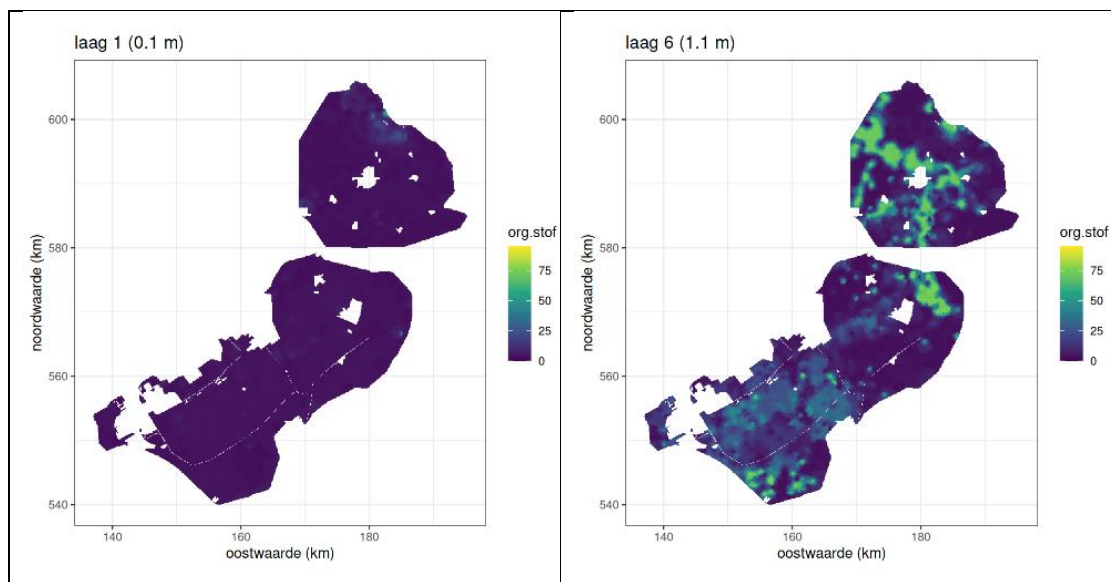 laag 1 (0.1 m)
600
580
560
540
noordwaarde (km)
140
160
180
oostwaarde (km)
org.stof
75
50
25
0
laag 6 (1.1 m)
600
580
560
540
noordwaarde (km)
140
160
180
oostwaarde (km)
org.stof
75
50
25
0